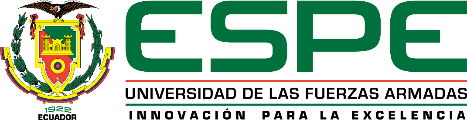 ESPE
UNIVERSIDAD DE LAS FUERZAS ARMADAS
INNOVACIÓN PARA LA EXCELENCIA
1922
ECUADOR